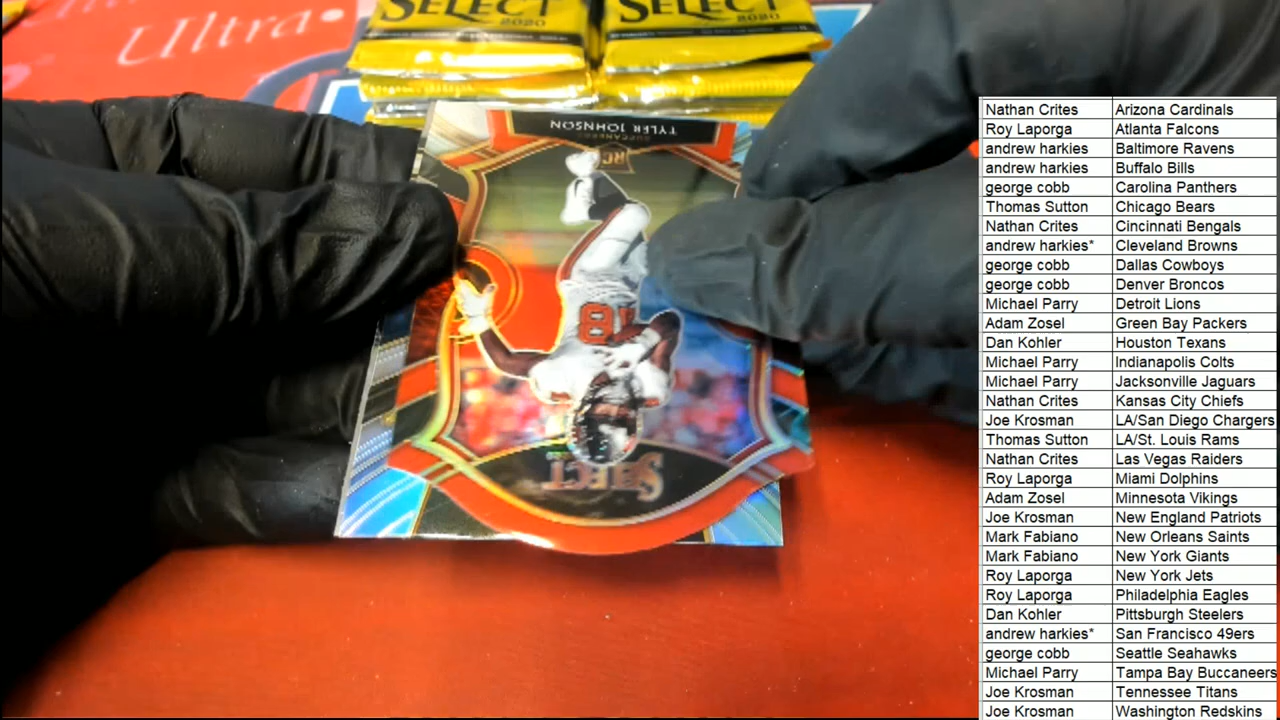 Ultra
SELECT
2020
SELECT
2020
TYLER JOHNSON
BUCCANEERS
RC
18
SELECT
Nathan Crites Arizona Cardinals
Roy Laporga Atlanta Falcons
andrew harkies Baltimore Ravens
andrew harkies Buffalo Bills
george cobb Carolina Panthers
Thomas Sutton Chicago Bears
Nathan Crites Cincinnati Bengals
andrew harkies* Cleveland Browns
george cobb Dallas Cowboys
george cobb Denver Broncos
Michael Parry Detroit Lions
Adam Zosel Green Bay Packers
Dan Kohler Houston Texans
Michael Parry Indianapolis Colts
Michael Parry Jacksonville Jaguars
Nathan Crites Kansas City Chiefs
Joe Krosman LA/San Diego Chargers
Thomas Sutton LA/St. Louis Rams
Nathan Crites Las Vegas Raiders
Roy Laporga Miami Dolphins
Adam Zosel Minnesota Vikings
Joe Krosman New England Patriots
Mark Fabiano New Orleans Saints
Mark Fabiano New York Giants
Roy Laporga New York Jets
Roy Laporga Philadelphia Eagles
Dan Kohler Pittsburgh Steelers
andrew harkies* San Francisco 49ers
george cobb Seattle Seahawks
Michael Parry Tampa Bay Buccaneers
Joe Krosman Tennessee Titans
Joe Krosman Washington Redskins